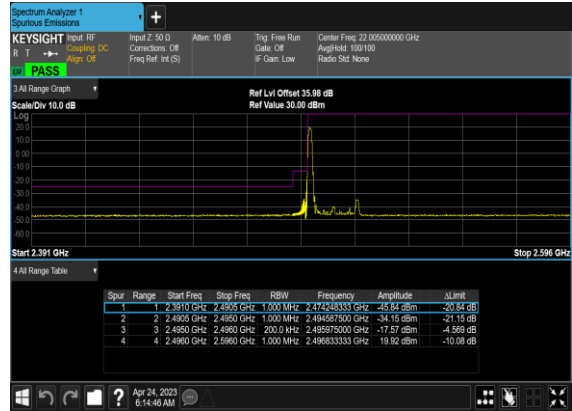 Spectrum Analyzer 1
Spurious Emissions
KEYSIGHT Input: RF Input Z: 50 Ω Atten: 10 dB Trig: Free Run Center Freq: 22.005000000 GHz
R T Coupling: DC Corrections: Off Gate: Off Avg|Hold: 100/100
Align: Off Freq Ref: Int (S) IF Gain: Low Radio Std: None
PASS
3 All Range Graph
Ref Lvl Offset 35.98 dB
Scale/Div 10.0 dB Ref Value 30.00 dBm
Log
20.0
10.0
0.00
-10.0
-20.0
-30.0
-40.0
-50.0
-60.0
Start 2.391 GHz Stop 2.596 GHz
4 All Range Table
Spur Range Start Freq Stop Freq RBW Frequency Amplitude ΔLimit
1 1 2.3910 GHz 2.4905 GHz 1.000 MHz 2.474248333 GHz -45.84 dBm -20.84 dB
2 2 2.4905 GHz 2.4950 GHz 1.000 MHz 2.494587500 GHz -34.15 dBm -21.15 dB
3 3 2.4950 GHz 2.4960 GHz 200.0 kHz 2.495975000 GHz -17.57 dBm -4.569 dB
4 4 2.4960 GHz 2.5960 GHz 1.000 MHz 2.496833333 GHz 19.92 dBm -10.08 dB
? Apr 24, 2023
6:14:46 AM